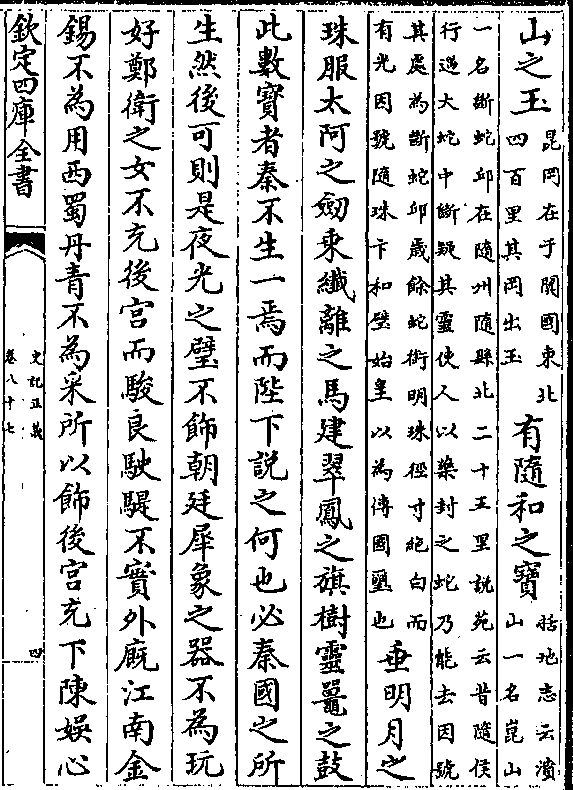 山之玉
昆岡在于闐國東北
四百里其岡出玉
有隨和之寶
括地志云濆
山一名崑山
一名斷蛇邱在隨州隨縣北二十五里說苑云昔隨侯
行遇大蛇中斷疑其靈使人以藥封之蛇乃能去因號
其處為斷蛇邱歲餘蛇銜明珠徑寸絶白而
有光因號隨珠卞和璧始皇以為傳國璽也
垂明月之
珠服太阿之劒乘纖離之馬建翠鳳之旗樹靈鼉之鼓
此數寶者秦不生一焉而陛下說之何也必秦國之所
生然後可則是夜光之璧不飾朝廷犀象之器不為玩
好鄭衛之女不充後宮而駿良駃騠不實外廐江南金
錫不為用西蜀丹青不為采所以飾後宮充下陳娛心
欽定四庫全書
史記正義
卷八十七
四